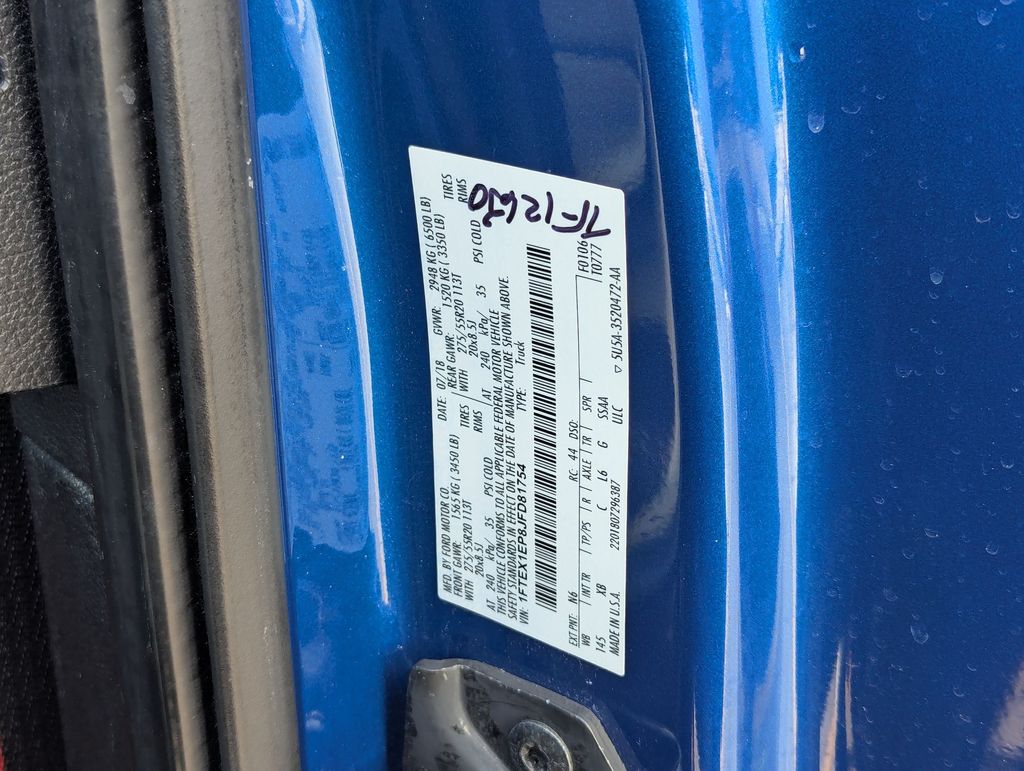 MFD. BY FORD MOTOR CO.
DATE: 07/18 GVWR: 2948 KG ( 6500 LB)
FRONT GAWR: 1565 KG ( 3450 LB)
REAR GAWR: 1520 KG ( 3350 LB)
WITH 275/55R20 113T TIRES
WITH 275/55R20 113T TIRES
20x8.5J RIMS
20x8.5J RIMS
AT 240 kPa/ 35 PSI COLD
AT 240 kPa/ 35 PSI COLD
THIS VEHICLE CONFORMS TO ALL APPLICABLE FEDERAL MOTOR VEHICLE
SAFETY STANDARDS IN EFFECT ON THE DATE OF MANUFACTURE SHOWN ABOVE.
VIN: 1FTEX1EP8JFD81754 TYPE: Truck
EXT PNT: N6 RC: 44 DSO: F0106
WB INT TR TP/PS R AXLE TR SPR T0777
145 XB C L6 G SSAA
MADE IN U.S.A. 220180729638
7 ULC 5U5A-3520472-AA